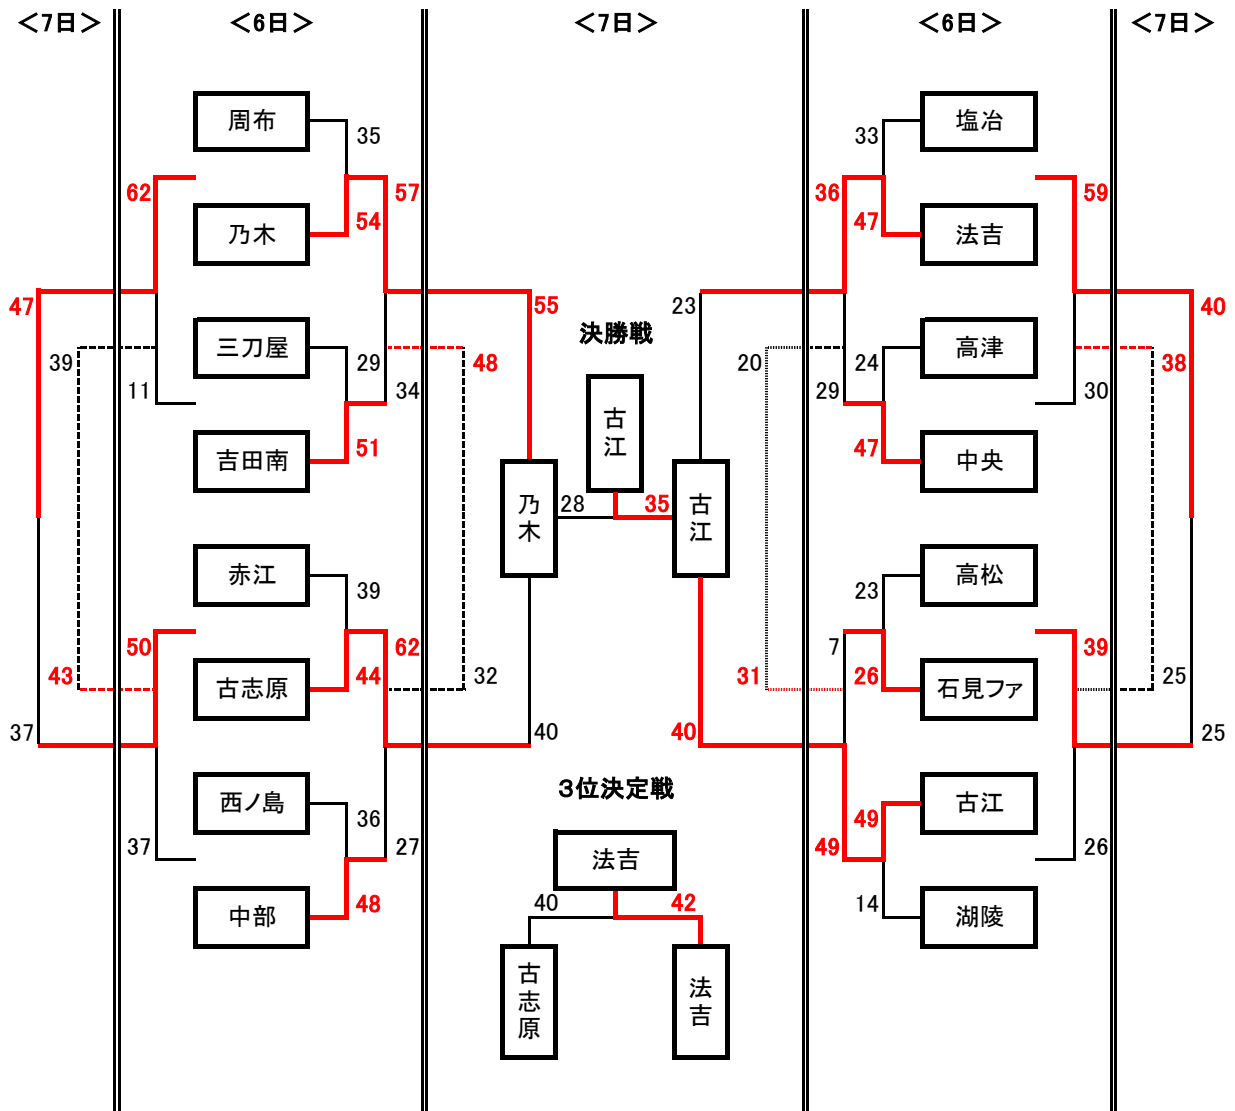 ＜7日＞ ＜6日＞ ＜7日＞ ＜6日＞ ＜7日＞
周布 塩冶
35 33
62 57 36 59
54 47
乃木 法吉
47 55 23 40
決勝戦
三刀屋 高津
39 29 48 20 24 38
11 34 29 30
古江
51 47
吉田南 中央
28 35
乃木 古江
赤江 高松
39 23
50 62 7 39
43 44 32 31 26 25
古志原 石見ファ
37 40 40 25
３位決定戦
西ノ島 古江
36 49
37 27 49 26
法吉
48 40 42 14
中部 湖陵
古志原 法吉